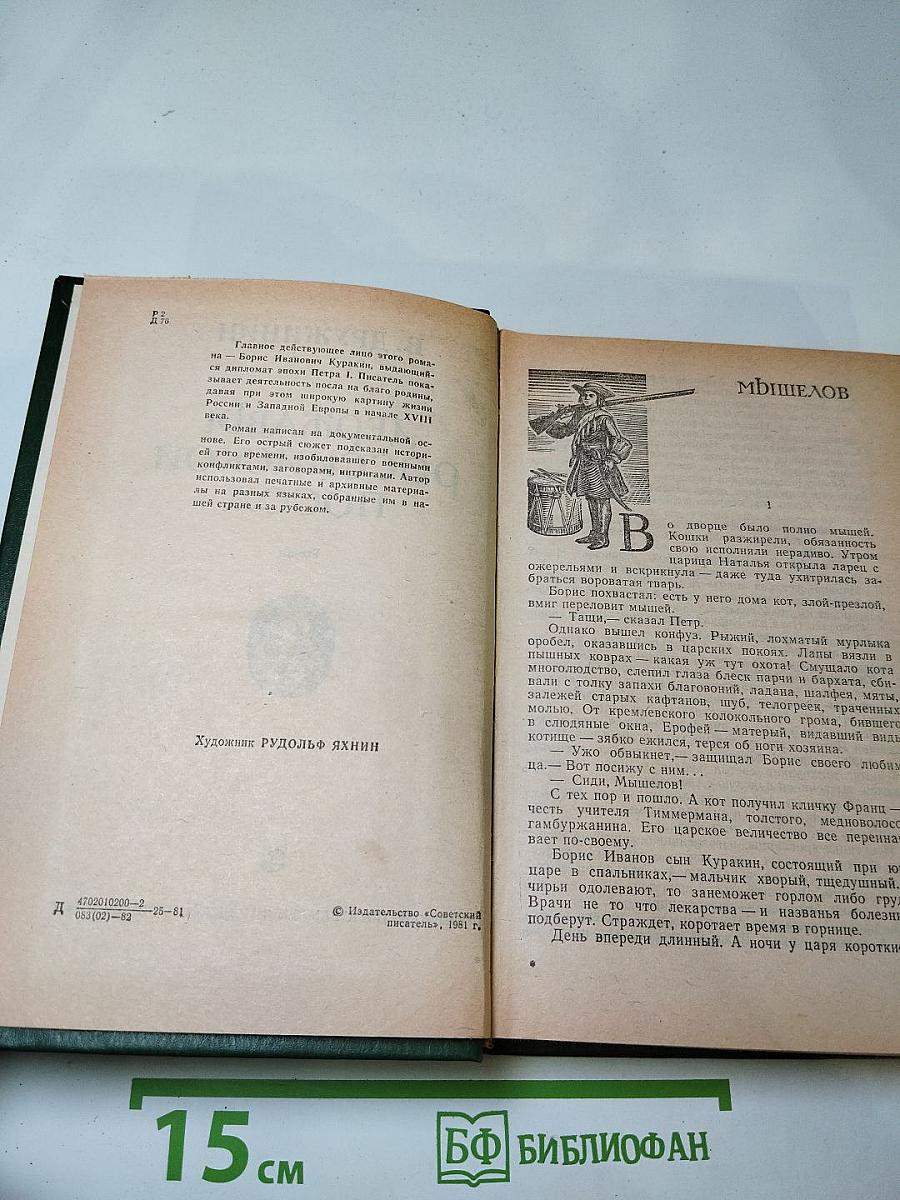 Р 2
Д 76
Главное действующее лицо этого рома-
на — Борис Иванович Куракин, выдающий-
ся дипломат эпохи Петра I. Писатель пока-
зывает деятельность посла на благо родины,
давая при этом широкую картину жизни
России и Западной Европы в начале XVIII
века.
Роман написан на документальной ос-
нове. Его острый сюжет подсказан истори-
ей того времени, изобиловавшего военными
конфликтами, заговорами, интригами. Автор
использовал печатные и архивные материа-
лы на разных языках, собранные им в на-
шей стране и за рубежом.
Художник РУДОЛЬФ ЯХНИН
Д 4702010200—2
083(02)—82 —25—81
© Издательство «Советский
писатель», 1981 г.
МЫШЕЛОВ
1
Во дворце было полно мышей.
Кошки разжирели, обязанность
свою исполняли нерадиво. Утром
царица Наталья открыла ларец с
ожерельями и вскрикнула — даже туда ухитрилась за-
браться вороватая тварь.
Борис похвастал: есть у него дома кот, злой-презлой,
вмиг переловит мышей.
— Тащи,— сказал Петр.
Однако вышел конфуз. Рыжий, лохматый мурлыка
оробел, оказавшись в царских покоях. Лапы вязли в
пышных коврах — какая уж тут охота! Смущало кота
многолюдство, слепил глаза блеск парчи и бархата, сби-
вали с толку запахи благовоний, ладана, шалфея, мяты,
залежей старых кафтанов, шуб, телогреек, траченных
молью. От кремлевского колокольного грома, бившего
в слюдяные окна, Ерофей — матерый, видавший виды
котище — зябко ежился, терся об ноги хозяина.
— Ужо обвыкнет,— защищал Борис своего любим
ца.— Вот посижу с ним...
— Сиди, Мышелов!
С тех пор и пошло. А кот получил кличку Франц —
честь учителя Тиммермана, толстого, медноволосо
гамбуржанина. Его царское величество все переина
вает по-своему.
Борис Иванов сын Куракин, состоящий при ю
царе в спальниках,— мальчик хворый, тщедушный.
чирьи одолевают, то занеможет горлом либо груд
Врачи не то что лекарства — и названья болезни
подберут. Страждет, коротает время в горнице.
День впереди длинный. А ночи у царя короткие
*
15 см
БФ БИБЛИОФАН